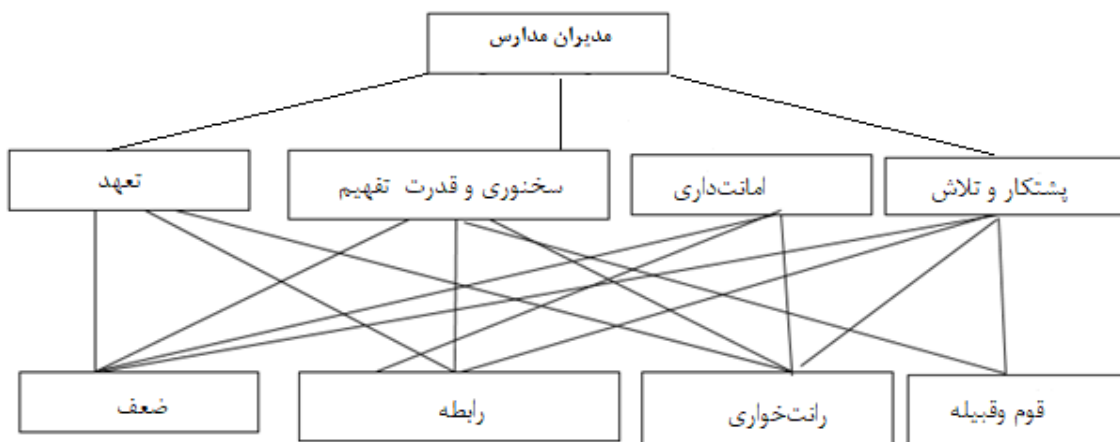 مدیران مدارس
پشتکار و تلاش
امانت‌داری
سخنوری و قدرت تفهیم
تعهد
قوم وقبیله
رانت‌خواری
رابطه
ضعف